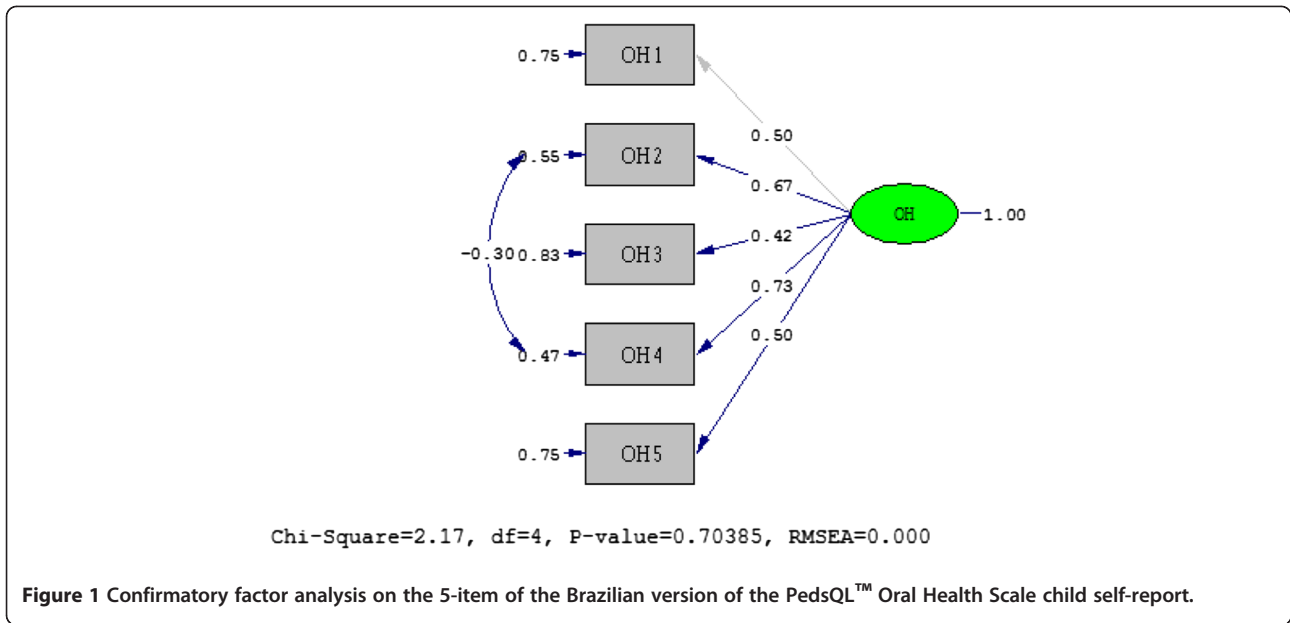 0.75
OH1
0.50
0.55
OH2
0.67
OH
1.00
-0.30
0.83
OH3
0.42
0.73
0.47
OH4
0.50
0.75
OH5
Chi-Square=2.17, df=4, P-value=0.70385, RMSEA=0.000
Figure 1 Confirmatory factor analysis on the 5-item of the Brazilian version of the PedsQL™ Oral Health Scale child self-report.